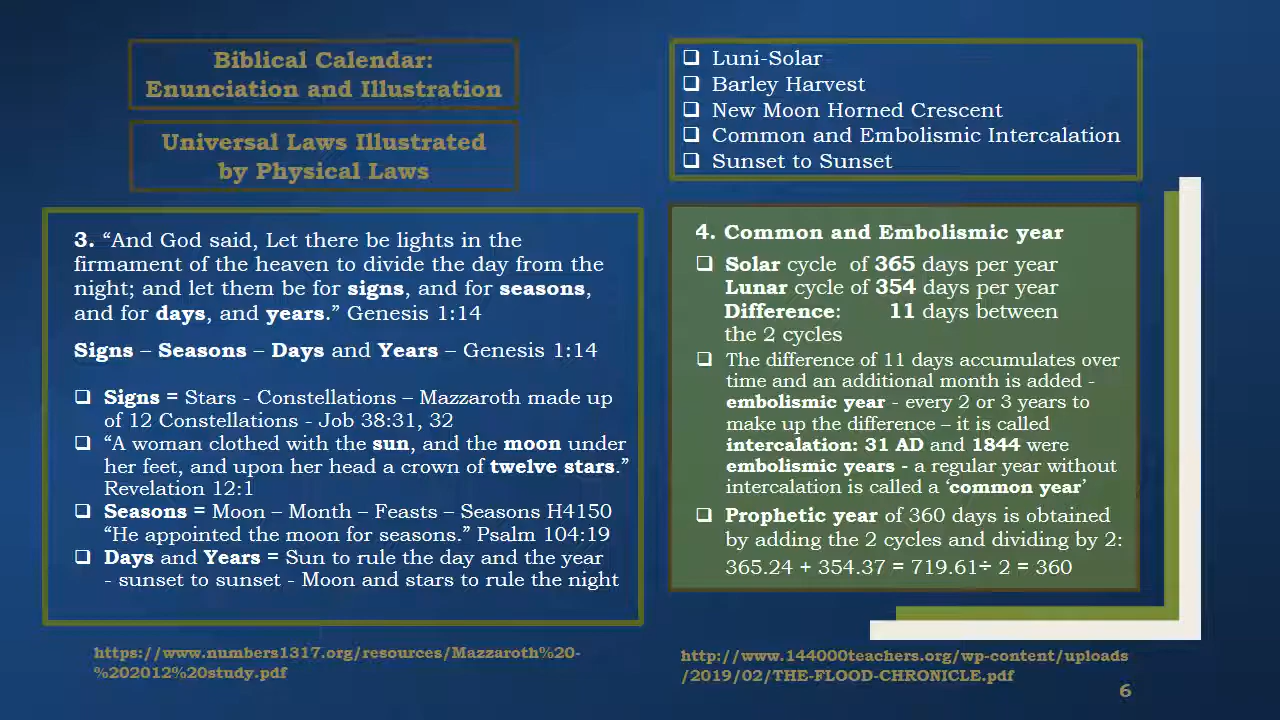 Biblical Calendar:
Enunciation and Illustration
Universal Laws Illustrated
by Physical Laws
❑ Luni-Solar
❑ Barley Harvest
❑ New Moon Horned Crescent
❑ Common and Embolismic Intercalation
❑ Sunset to Sunset
3. “And God said, Let there be lights in the
firmament of the heaven to divide the day from the
night; and let them be for signs, and for seasons,
and for days, and years.” Genesis 1:14
Signs – Seasons – Days and Years – Genesis 1:14
❑ Signs = Stars - Constellations – Mazzaroth made up
of 12 Constellations - Job 38:31, 32
❑ “A woman clothed with the sun, and the moon under
her feet, and upon her head a crown of twelve stars.”
Revelation 12:1
❑ Seasons = Moon – Month – Feasts – Seasons H4150
“He appointed the moon for seasons.” Psalm 104:19
❑ Days and Years = Sun to rule the day and the year
- sunset to sunset - Moon and stars to rule the night
4. Common and Embolismic year
❑ Solar cycle of 365 days per year
Lunar cycle of 354 days per year
Difference: 11 days between
the 2 cycles
❑ The difference of 11 days accumulates over
time and an additional month is added -
embolismic year - every 2 or 3 years to
make up the difference – it is called
intercalation: 31 AD and 1844 were
embolismic years - a regular year without
intercalation is called a ‘common year’
❑ Prophetic year of 360 days is obtained
by adding the 2 cycles and dividing by 2:
365.24 + 354.37 = 719.61÷ 2 = 360
https://www.numbers1317.org/resources/Mazzaroth%20-
%202012%20study.pdf
http://www.144000teachers.org/wp-content/uploads
/2019/02/THE-FLOOD-CHRONICLE.pdf
6